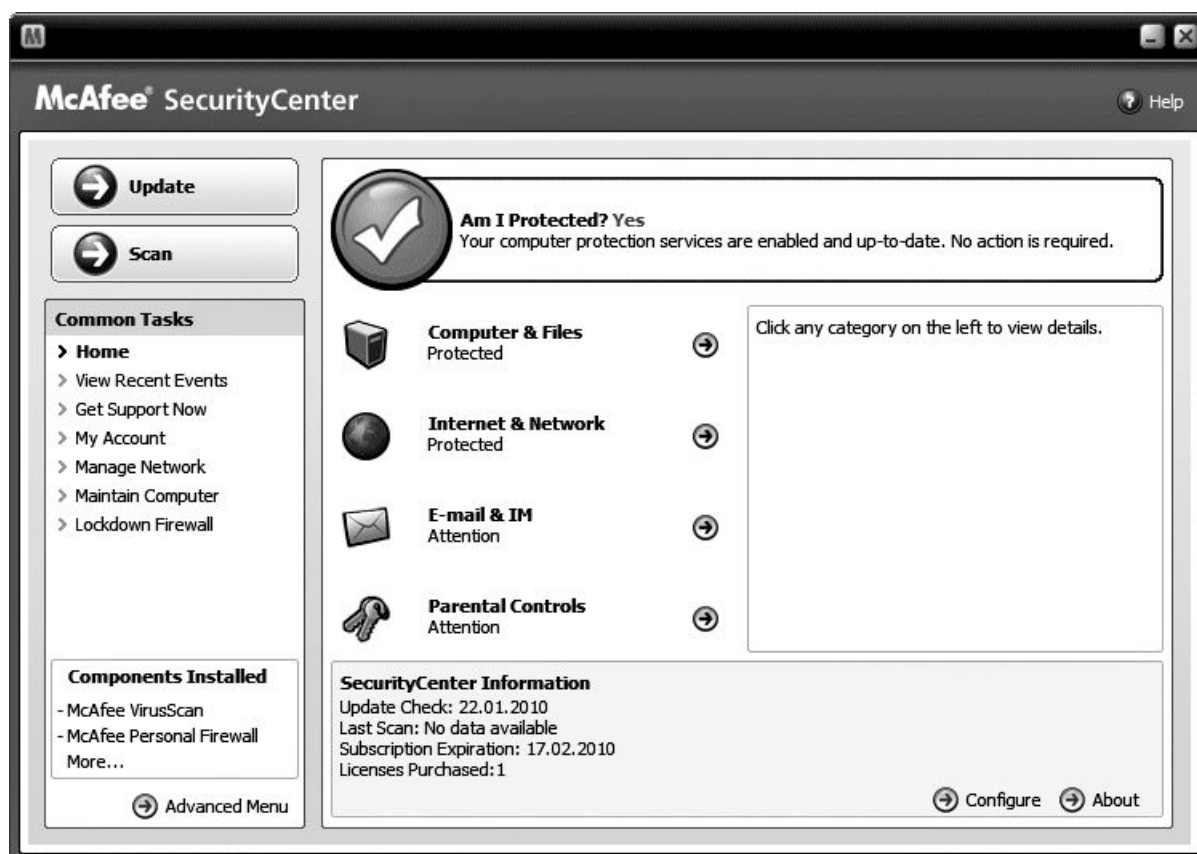 M
McAfee® SecurityCenter
Help
Update
Scan
Common Tasks
Home
View Recent Events
Get Support Now
My Account
Manage Network
Maintain Computer
Lockdown Firewall
Components Installed
- McAfee VirusScan
- McAfee Personal Firewall
More...
Advanced Menu
Am I Protected? Yes
Your computer protection services are enabled and up-to-date. No action is required.
Computer & Files
Protected
Internet & Network
Protected
E-mail & IM
Attention
Parental Controls
Attention
Click any category on the left to view details.
SecurityCenter Information
Update Check: 22.01.2010
Last Scan: No data available
Subscription Expiration: 17.02.2010
Licenses Purchased:1
Configure
About